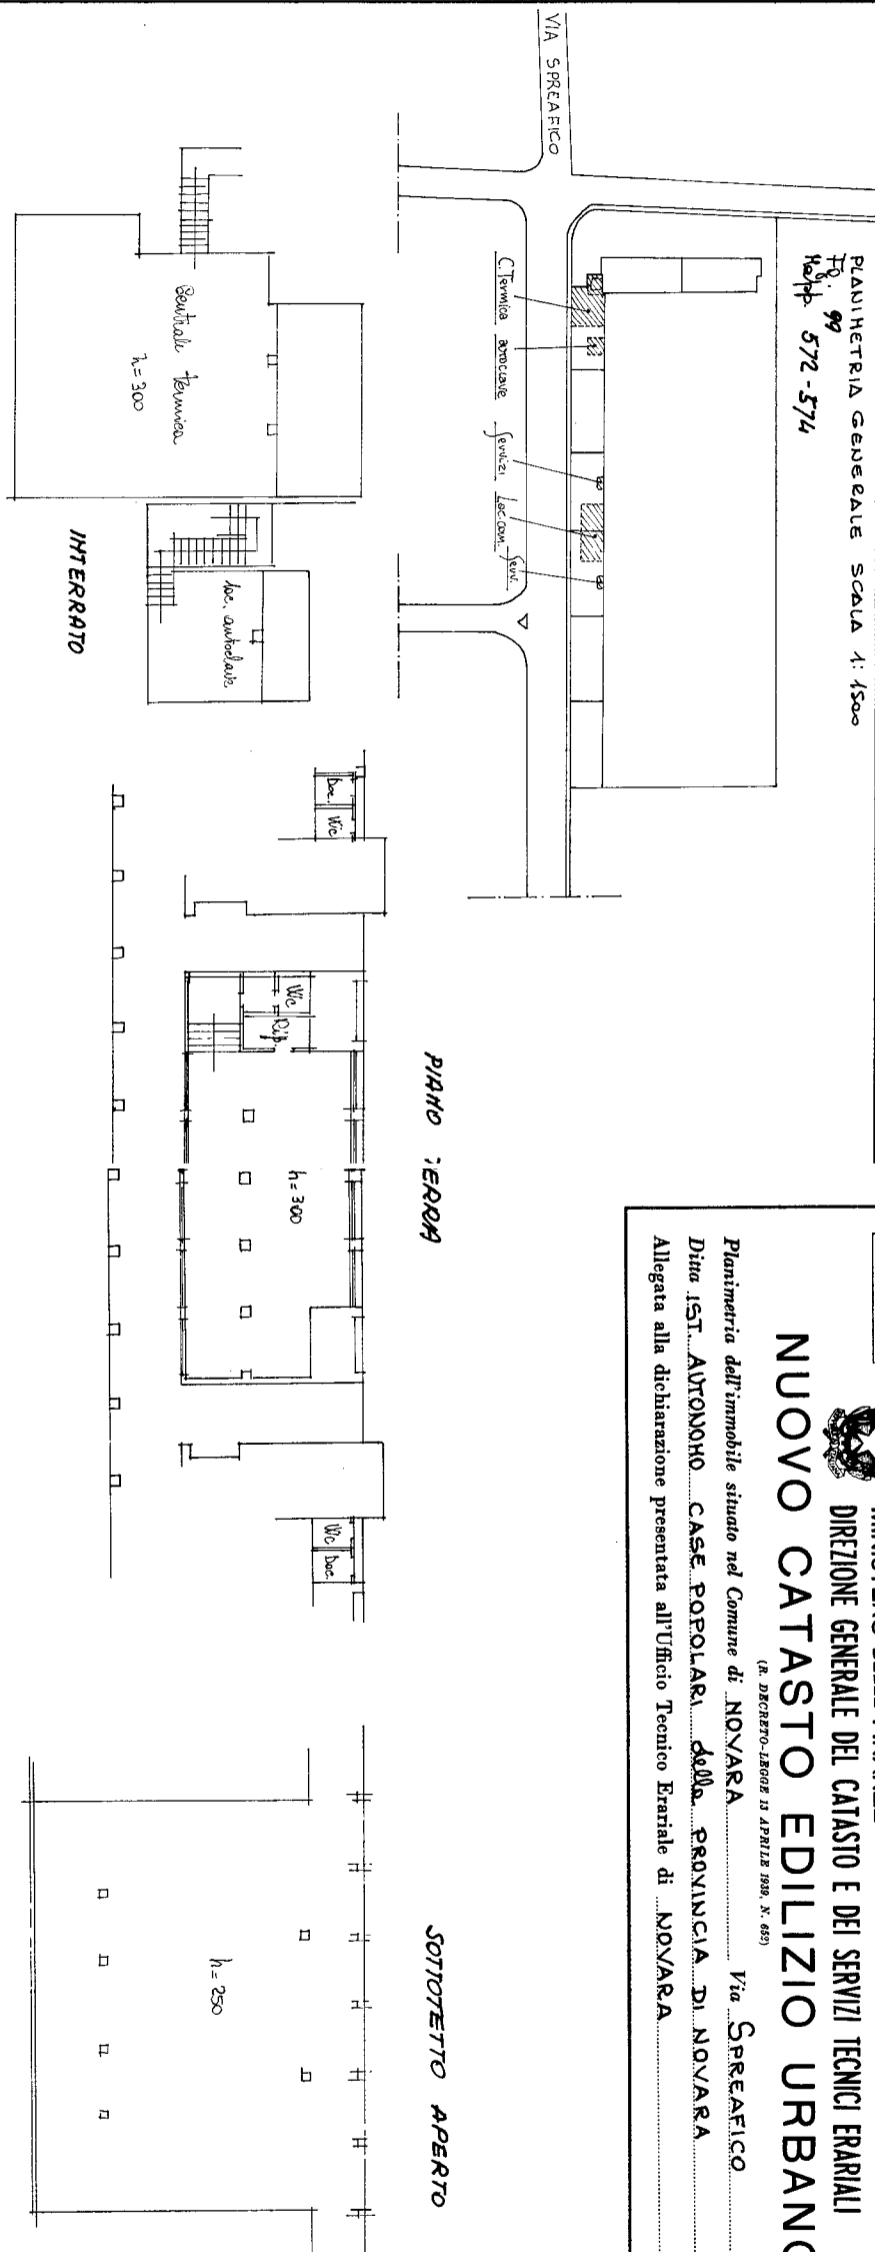 DIREZIONE GENERALE DEL CATASTO E DEI SERVIZI TECNICI ERARIALI
NUOVO CATASTO EDILIZIO URBANO
(R. DECRETO-LEGGE 13 APRILE 1939, N. 652)
Planimetria dell'immobile situato nel Comune di NOVARA Via SPREAFICO
Ditta IST. AUTONOMO CASE POPOLARI della PROVINCIA DI NOVARA
Allegata alla dichiarazione presentata all'Ufficio Tecnico Erariale di NOVARA
PLANIMETRIA GENERALE SCALA 1:1500
Fg. 99
Mapp. 572-574
VIA SPREAFICO
C.Termica autoclave Servizi Loc.com. Serv.
Centrale termica
h=300
loc. autoclave
INTERRATO
PIANO TERRA
Doc. Wc
Wc Rip.
h=300
Wc Doc.
SOTTOTETTO APERTO
h=250